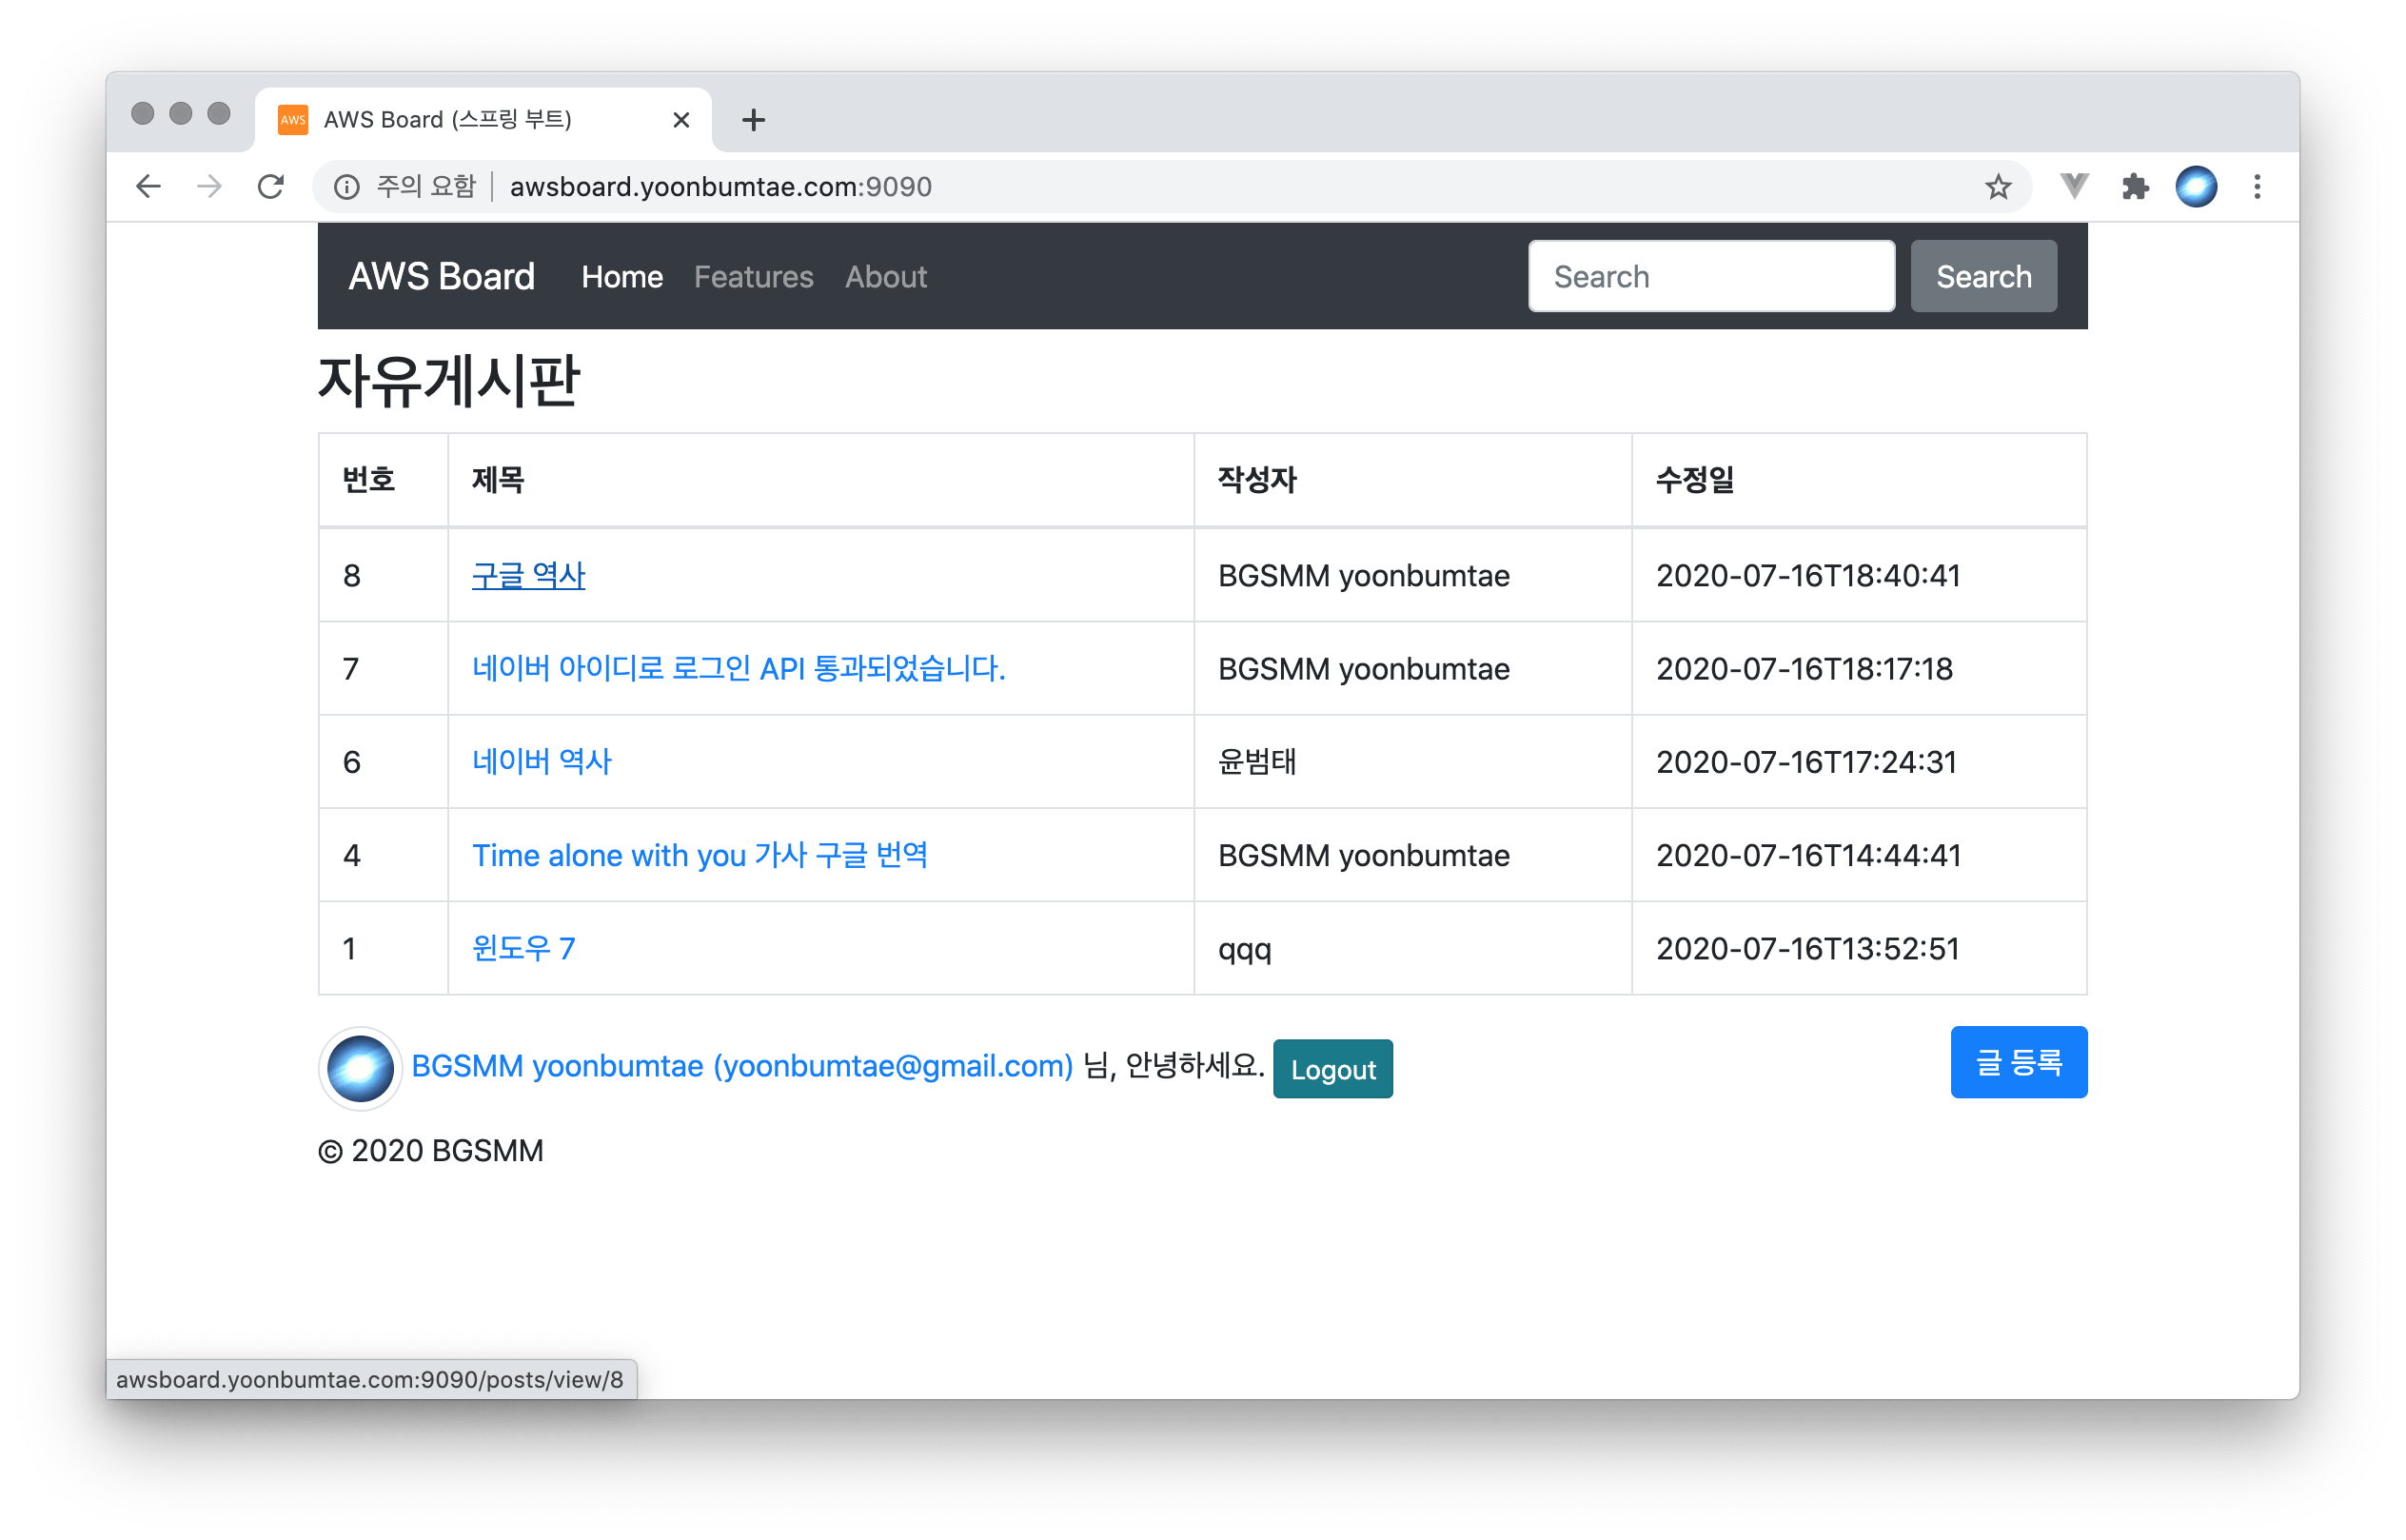 AWS AWS Board (스프링 부트)
주의 요함 awsboard.yoonbumtae.com:9090
AWS Board Home Features About Search Search
자유게시판
번호 제목 작성자 수정일
8 구글 역사 BGSMM yoonbumtae 2020-07-16T18:40:41
7 네이버 아이디로 로그인 API 통과되었습니다. BGSMM yoonbumtae 2020-07-16T18:17:18
6 네이버 역사 윤범태 2020-07-16T17:24:31
4 Time alone with you 가사 구글 번역 BGSMM yoonbumtae 2020-07-16T14:44:41
1 윈도우 7 qqq 2020-07-16T13:52:51
BGSMM yoonbumtae (yoonbumtae@gmail.com) 님, 안녕하세요. Logout 글 등록
© 2020 BGSMM
awsboard.yoonbumtae.com:9090/posts/view/8